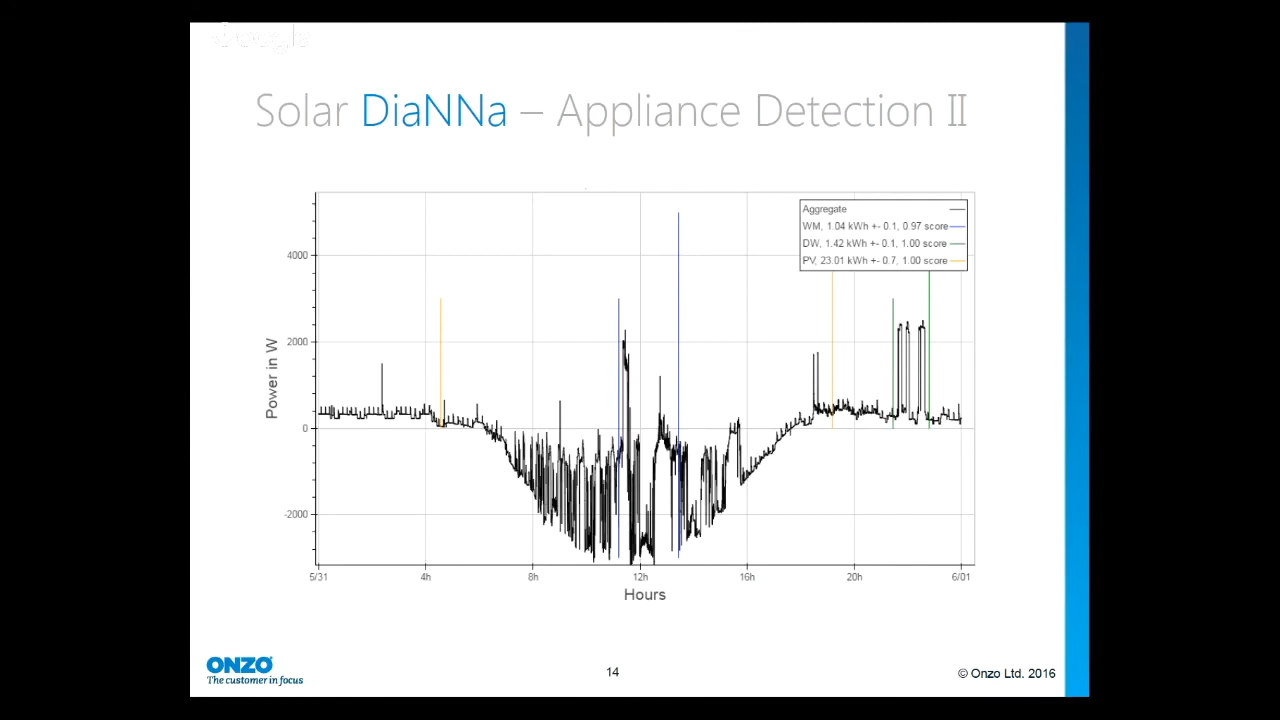 Google
Solar DiaNNa – Appliance Detection II
Aggregate
WM, 1.04 kWh +- 0.1, 0.97 score
DW, 1.42 kWh +- 0.1, 1.00 score
PV, 23.01 kWh +- 0.7, 1.00 score
4000
2000
0
-2000
Power in W
5/31
4h
8h
12h
16h
20h
6/01
Hours
ONZO
The customer in focus
14
© Onzo Ltd. 2016